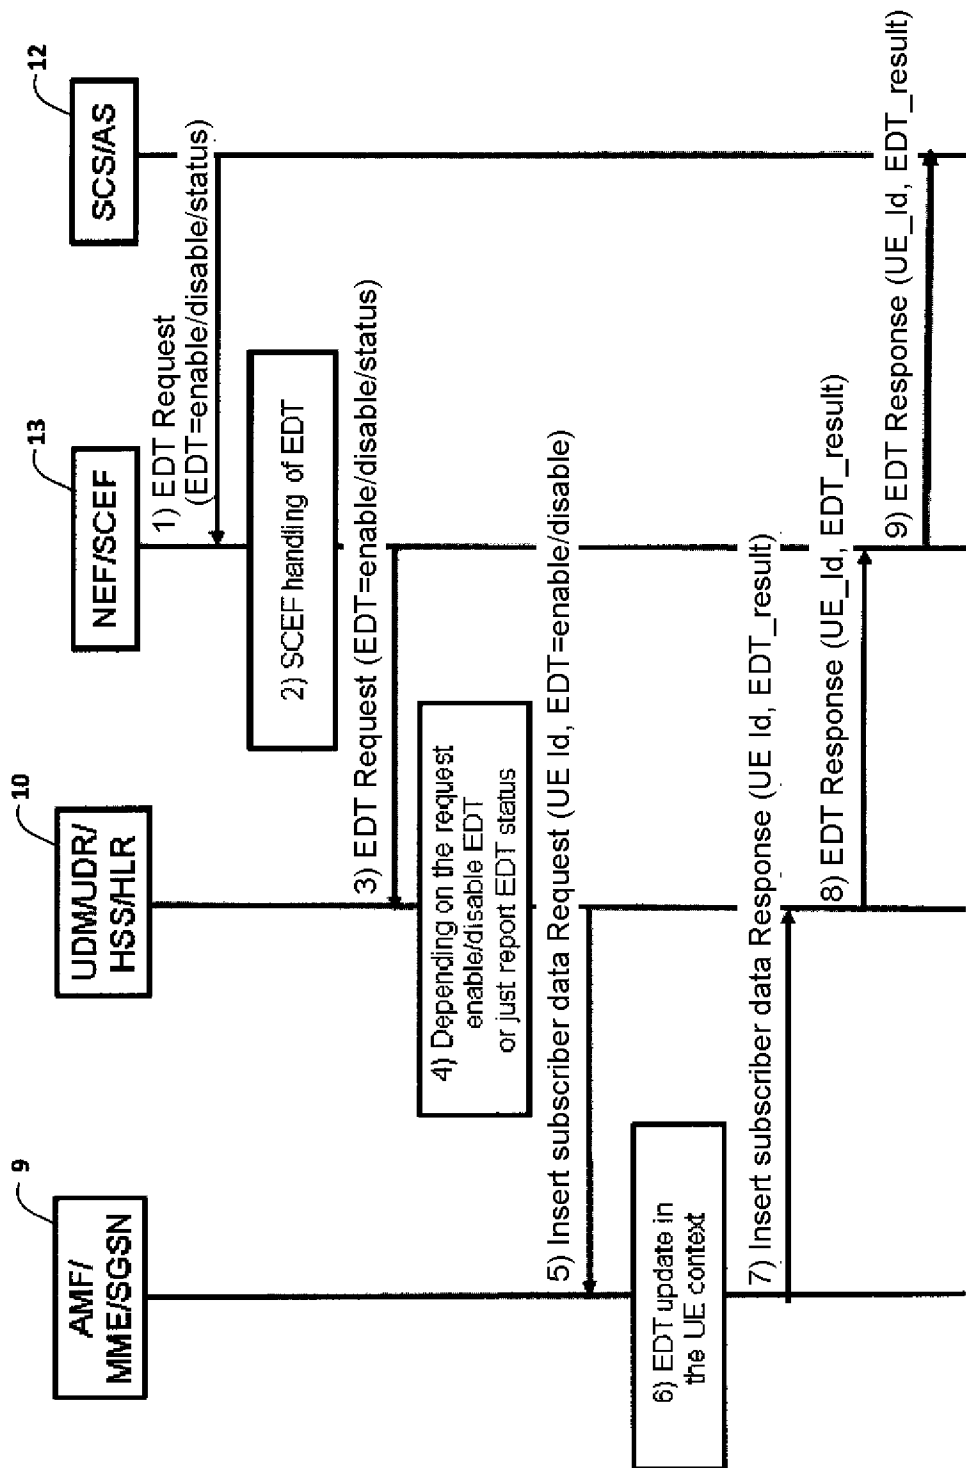 9
AMF/
MME/SGSN
10
UDM/UDR/
HSS/HLR
13
NEF/SCEF
12
SCS/AS
1) EDT Request
(EDT=enable/disable/status)
2) SCEF handling of EDT
3) EDT Request (EDT=enable/disable/status)
4) Depending on the request
enable/disable EDT
or just report EDT status
5) Insert subscriber data Request (UE Id, EDT=enable/disable)
6) EDT update in
the UE context
7) Insert subscriber data Response (UE Id, EDT_result)
8) EDT Response (UE_Id, EDT_result)
9) EDT Response (UE_Id, EDT_result)